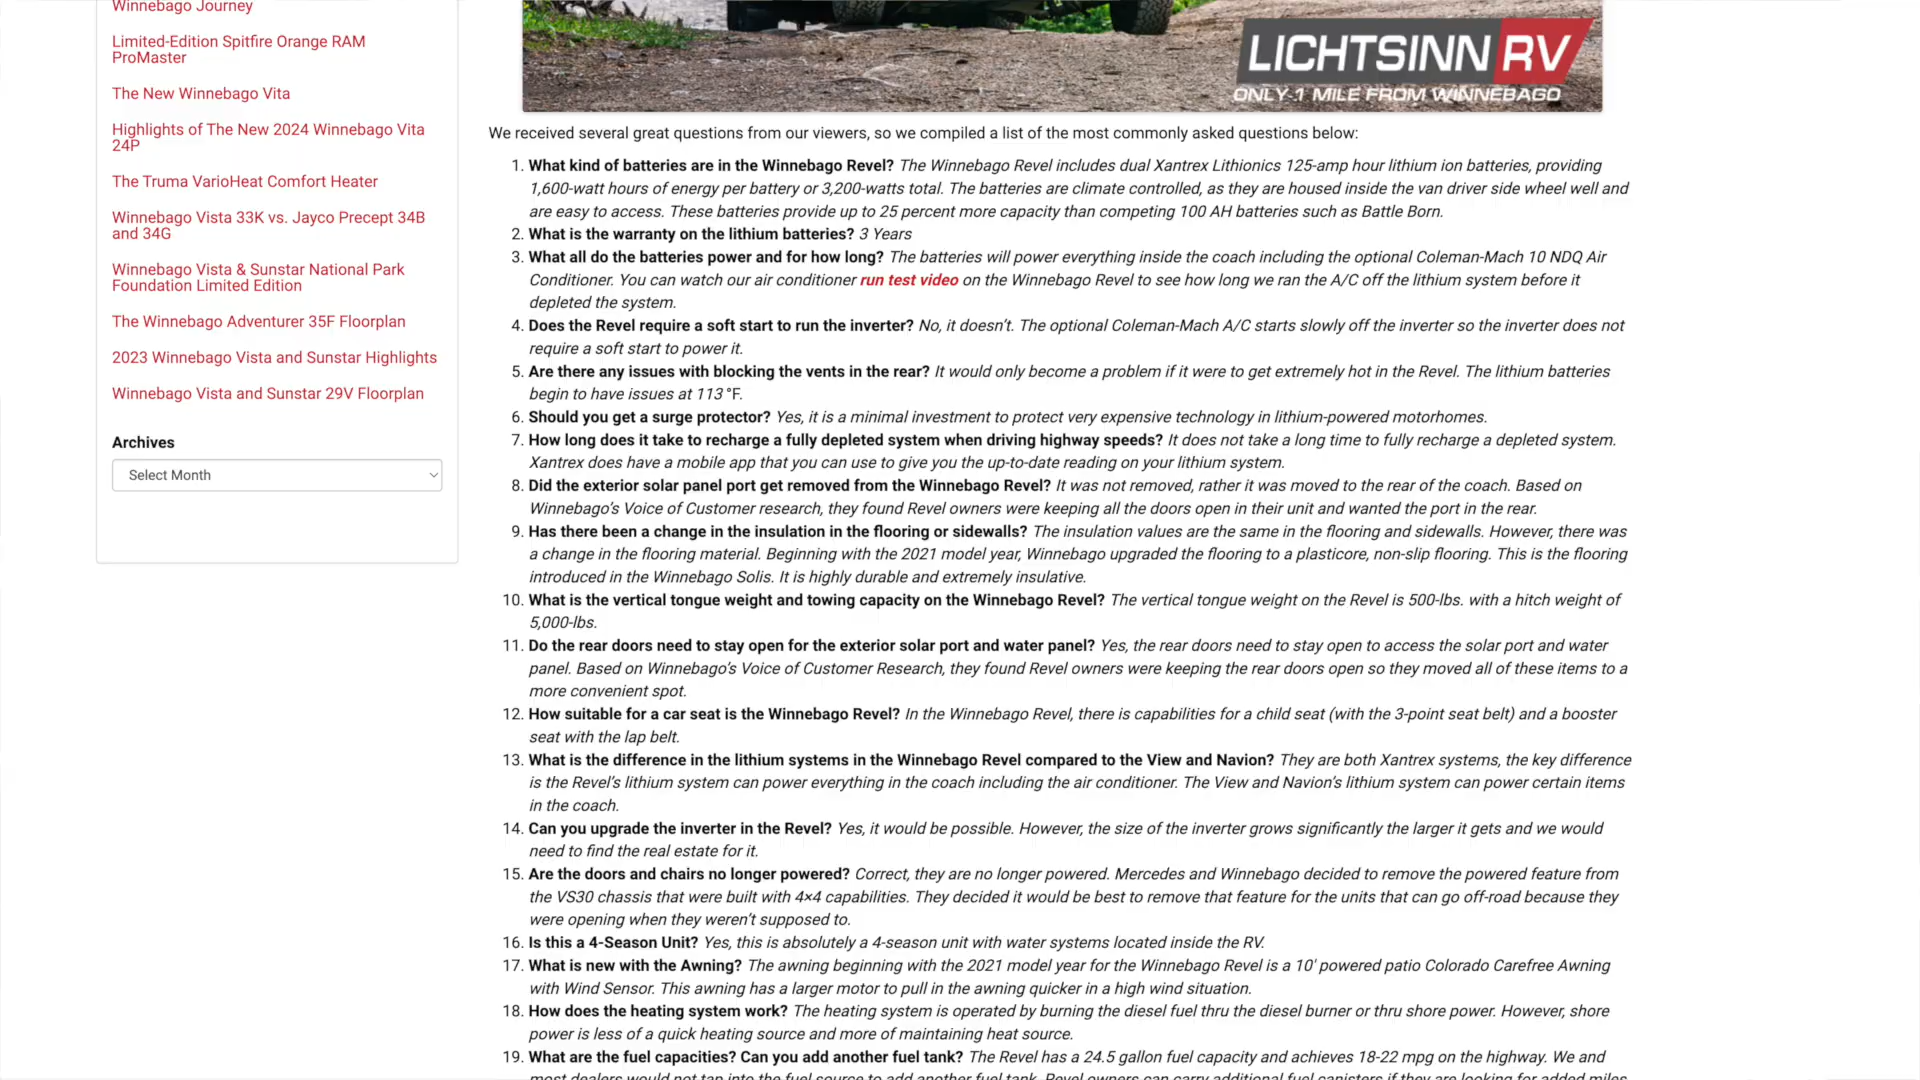 Winnebago Journey
Limited-Edition Spitfire Orange RAM
ProMaster
The New Winnebago Vita
Highlights of The New 2024 Winnebago Vita
24P
The Truma VarioHeat Comfort Heater
Winnebago Vista 33K vs. Jayco Precept 34B
and 34G
Winnebago Vista & Sunstar National Park
Foundation Limited Edition
The Winnebago Adventurer 35F Floorplan
2023 Winnebago Vista and Sunstar Highlights
Winnebago Vista and Sunstar 29V Floorplan
Archives
Select Month
LICHTSINN RV
ONLY 1 MILE FROM WINNEBAGO
We received several great questions from our viewers, so we compiled a list of the most commonly asked questions below:
1. What kind of batteries are in the Winnebago Revel? The Winnebago Revel includes dual Xantrex Lithionics 125-amp hour lithium ion batteries, providing
1,600-watt hours of energy per battery or 3,200-watts total. The batteries are climate controlled, as they are housed inside the van driver side wheel well and
are easy to access. These batteries provide up to 25 percent more capacity than competing 100 AH batteries such as Battle Born.
2. What is the warranty on the lithium batteries? 3 Years
3. What all do the batteries power and for how long? The batteries will power everything inside the coach including the optional Coleman-Mach 10 NDQ Air
Conditioner. You can watch our air conditioner run test video on the Winnebago Revel to see how long we ran the A/C off the lithium system before it
depleted the system.
4. Does the Revel require a soft start to run the inverter? No, it doesn't. The optional Coleman-Mach A/C starts slowly off the inverter so the inverter does not
require a soft start to power it.
5. Are there any issues with blocking the vents in the rear? It would only become a problem if it were to get extremely hot in the Revel. The lithium batteries
begin to have issues at 113 °F.
6. Should you get a surge protector? Yes, it is a minimal investment to protect very expensive technology in lithium-powered motorhomes.
7. How long does it take to recharge a fully depleted system when driving highway speeds? It does not take a long time to fully recharge a depleted system.
Xantrex does have a mobile app that you can use to give you the up-to-date reading on your lithium system.
8. Did the exterior solar panel port get removed from the Winnebago Revel? It was not removed, rather it was moved to the rear of the coach. Based on
Winnebago's Voice of Customer research, they found Revel owners were keeping all the doors open in their unit and wanted the port in the rear.
9. Has there been a change in the insulation in the flooring or sidewalls? The insulation values are the same in the flooring and sidewalls. However, there was
a change in the flooring material. Beginning with the 2021 model year, Winnebago upgraded the flooring to a plasticore, non-slip flooring. This is the flooring
introduced in the Winnebago Solis. It is highly durable and extremely insulative.
10. What is the vertical tongue weight and towing capacity on the Winnebago Revel? The vertical tongue weight on the Revel is 500-lbs. with a hitch weight of
5,000-lbs.
11. Do the rear doors need to stay open for the exterior solar port and water panel? Yes, the rear doors need to stay open to access the solar port and water
panel. Based on Winnebago's Voice of Customer Research, they found Revel owners were keeping the rear doors open so they moved all of these items to a
more convenient spot.
12. How suitable for a car seat is the Winnebago Revel? In the Winnebago Revel, there is capabilities for a child seat (with the 3-point seat belt) and a booster
seat with the lap belt.
13. What is the difference in the lithium systems in the Winnebago Revel compared to the View and Navion? They are both Xantrex systems, the key difference
is the Revel's lithium system can power everything in the coach including the air conditioner. The View and Navion's lithium system can power certain items
in the coach.
14. Can you upgrade the inverter in the Revel? Yes, it would be possible. However, the size of the inverter grows significantly the larger it gets and we would
need to find the real estate for it.
15. Are the doors and chairs no longer powered? Correct, they are no longer powered. Mercedes and Winnebago decided to remove the powered feature from
the VS30 chassis that were built with 4×4 capabilities. They decided it would be best to remove that feature for the units that can go off-road because they
were opening when they weren't supposed to.
16. Is this a 4-Season Unit? Yes, this is absolutely a 4-season unit with water systems located inside the RV.
17. What is new with the Awning? The awning beginning with the 2021 model year for the Winnebago Revel is a 10' powered patio Colorado Carefree Awning
with Wind Sensor. This awning has a larger motor to pull in the awning quicker in a high wind situation.
18. How does the heating system work? The heating system is operated by burning the diesel fuel thru the diesel burner or thru shore power. However, shore
power is less of a quick heating source and more of maintaining heat source.
19. What are the fuel capacities? Can you add another fuel tank? The Revel has a 24.5 gallon fuel capacity and achieves 18-22 mpg on the highway. We and
most dealers would not tap into the fuel source to add another fuel tank. Revel owners can carry additional fuel canisters if they are looking for added miles